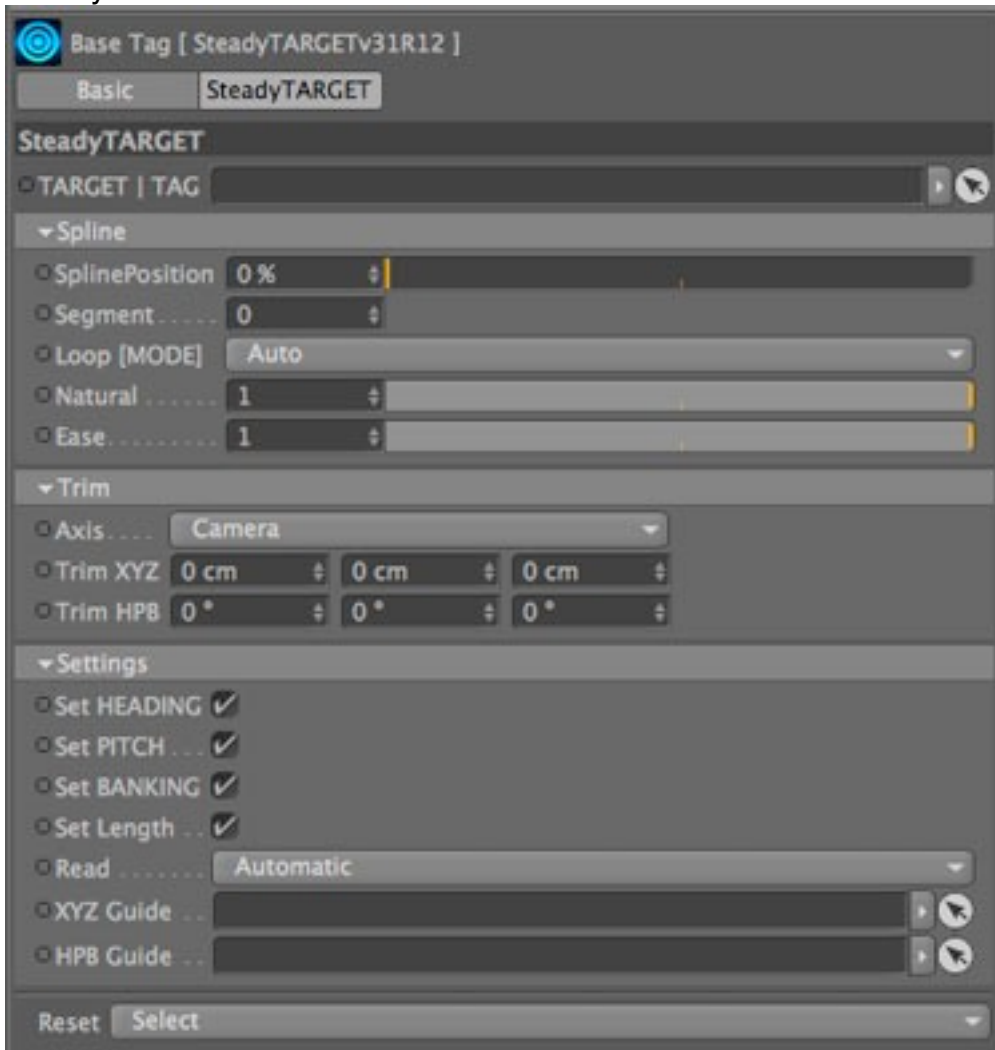 Base Tag [ SteadyTARGETv31R12 ]
Basic SteadyTARGET
SteadyTARGET
TARGET | TAG
Spline
SplinePosition 0 %
Segment..... 0
Loop [MODE] Auto
Natural...... 1
Ease......... 1
Trim
Axis.... Camera
Trim XYZ 0 cm 0 cm 0 cm
Trim HPB 0 ° 0 ° 0 °
Settings
Set HEADING
Set PITCH ...
Set BANKING
Set Length ..
Read ....... Automatic
XYZ Guide ..
HPB Guide ..
Reset Select